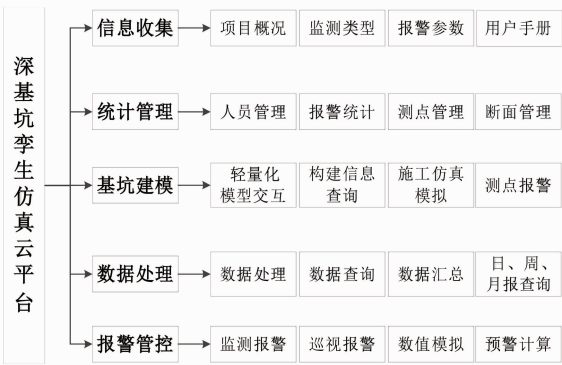 深基坑孪生仿真云平台
信息收集
项目概况
监测类型
报警参数
用户手册
统计管理
人员管理
报警统计
测点管理
断面管理
基坑建模
轻量化
模型交互
构建信息
查询
施工仿真
模拟
测点报警
数据处理
数据处理
数据查询
数据汇总
日、周、
月报查询
报警管控
监测报警
巡视报警
数值模拟
预警计算